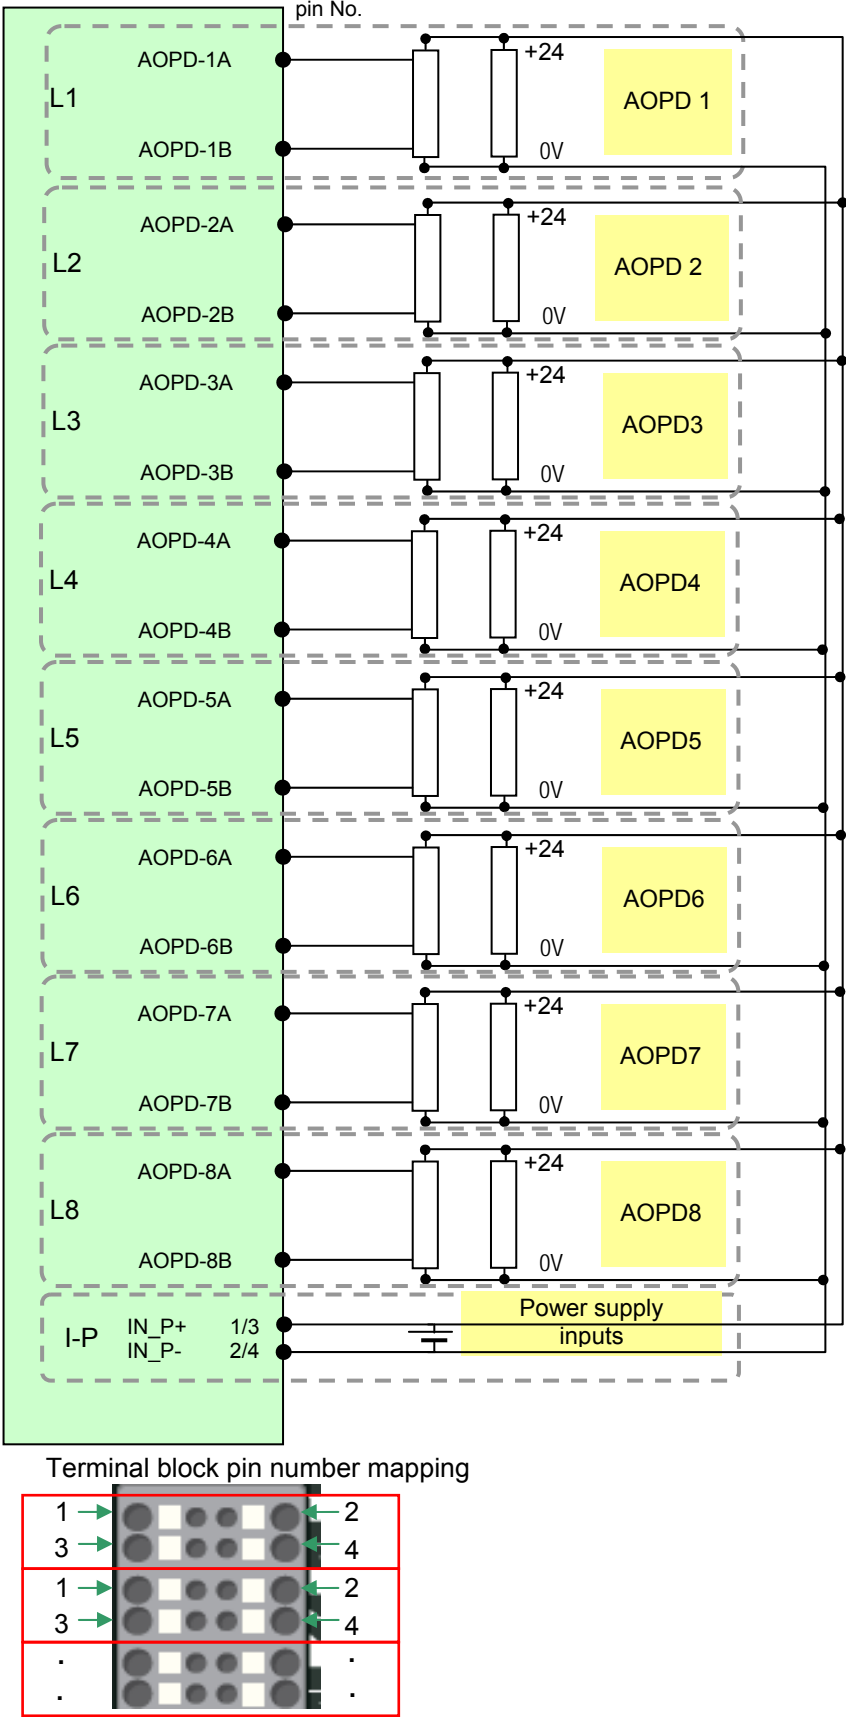 pin No.
L1
AOPD-1A
AOPD-1B
+24
0V
AOPD 1
L2
AOPD-2A
AOPD-2B
+24
0V
AOPD 2
L3
AOPD-3A
AOPD-3B
+24
0V
AOPD3
L4
AOPD-4A
AOPD-4B
+24
0V
AOPD4
L5
AOPD-5A
AOPD-5B
+24
0V
AOPD5
L6
AOPD-6A
AOPD-6B
+24
0V
AOPD6
L7
AOPD-7A
AOPD-7B
+24
0V
AOPD7
L8
AOPD-8A
AOPD-8B
+24
0V
AOPD8
I-P
IN_P+ 1/3
IN_P- 2/4
Power supply
inputs
Terminal block pin number mapping
1 2
3 4
1 2
3 4
. .
. .